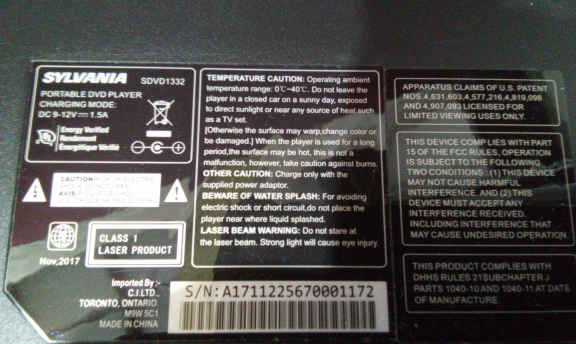 SYLVANIA SDVD1332
PORTABLE DVD PLAYER
CHARGING MODE:
DC 9-12V 1.5A
Energy Verified
Rendement
Énergétique Vérifié
CLASS 1
LASER PRODUCT
Nov,2017
Imported By :-
C.I.LTD.,
TORONTO, ONTARIO.
M9W 5C1
MADE IN CHINA
TEMPERATURE CAUTION: Operating ambient
temperature range: 0℃~40℃. Do not leave the
player in a closed car on a sunny day, exposed
to direct sunlight or near any source of heat such
as a TV set.
[Otherwise the surface may warp,change color or
be damaged.] When the player is used for a long
period,the surface may be hot, this is not a
malfunction, however, take caution against burns.
OTHER CAUTION: Charge only with the
supplied power adaptor.
BEWARE OF WATER SPLASH: For avoiding
electric shock or short circuit,do not place the
player near where liquid splashed.
LASER BEAM WARNING: Do not stare at
the laser beam. Strong light will cause eye injury.
S/N: A1711225670001172
APPARATUS CLAIMS OF U.S. PATENT
NOS. 4,631,603,4,577,216,4,819,098
AND 4,907,093 LICENSED FOR
LIMITED VIEWING USES ONLY.
THIS DEVICE COMPLIES WITH PART
15 OF THE FCC RULES, OPERATION
IS SUBJECT TO THE FOLLOWING
TWO CONDITIONS :(1) THIS DEVICE
MAY NOT CAUSE HARMFUL
INTERFERENCE. AND (2) THIS
DEVICE MUST ACCEPT ANY
INTERFERENCE RECEIVED,
INCLUDING INTERFERENCE THAT
MAY CAUSE UNDESIRED OPERATION.
THIS PRODUCT COMPLIES WITH
DHHS RULES 21SUBCHAPTER J
PARTS 1040-10 AND 1040-11 AT DATE
OF MANUFACTURE.